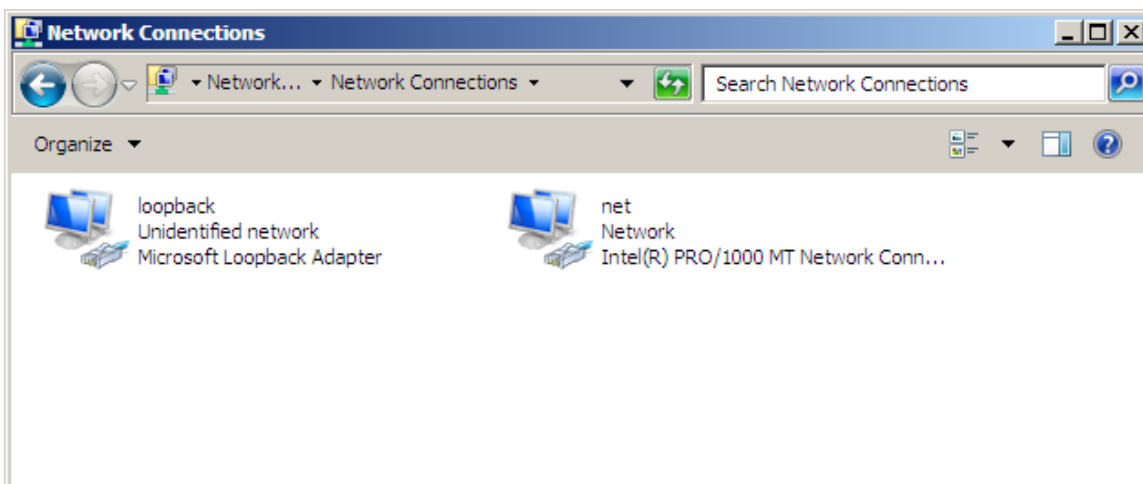 Network Connections
Network... Network Connections
Search Network Connections
Organize
loopback
Unidentified network
Microsoft Loopback Adapter
net
Network
Intel(R) PRO/1000 MT Network Conn...